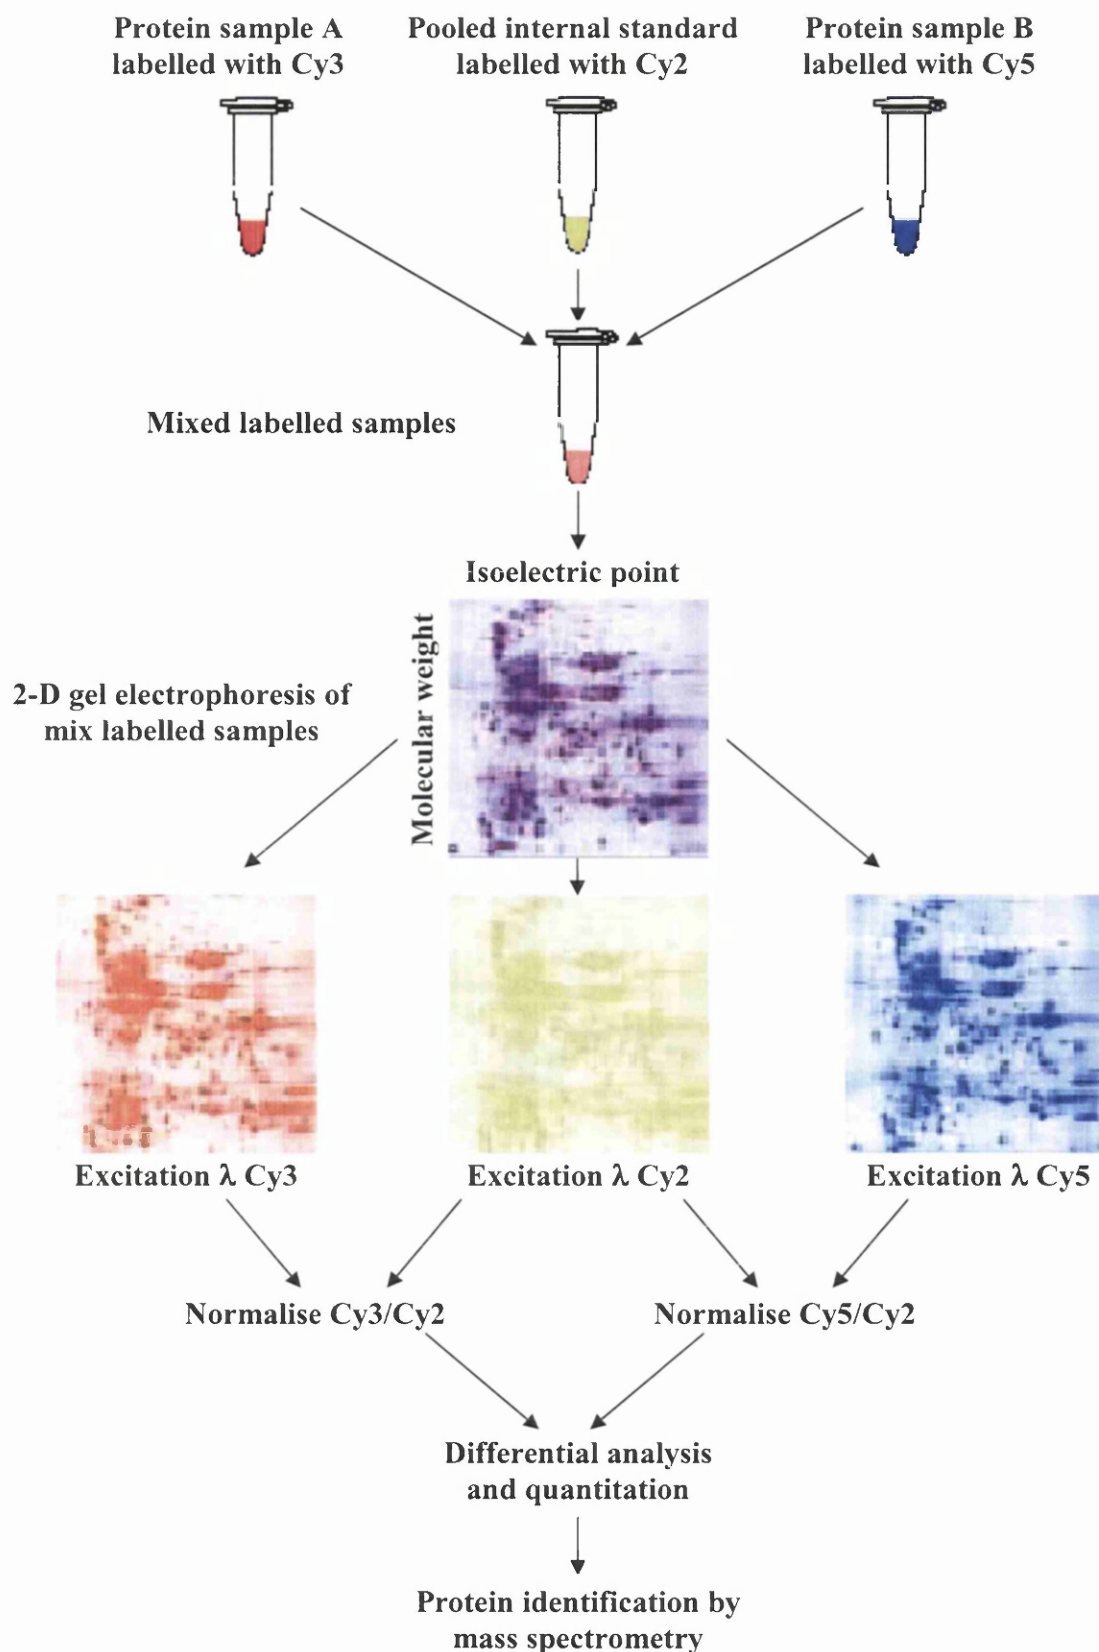 Protein sample A
labelled with Cy3
Pooled internal standard
labelled with Cy2
Protein sample B
labelled with Cy5
Mixed labelled samples
Isoelectric point
Molecular weight
2-D gel electrophoresis of
mix labelled samples
Excitation λ Cy3
Excitation λ Cy2
Excitation λ Cy5
Normalise Cy3/Cy2
Normalise Cy5/Cy2
Differential analysis
and quantitation
Protein identification by
mass spectrometry